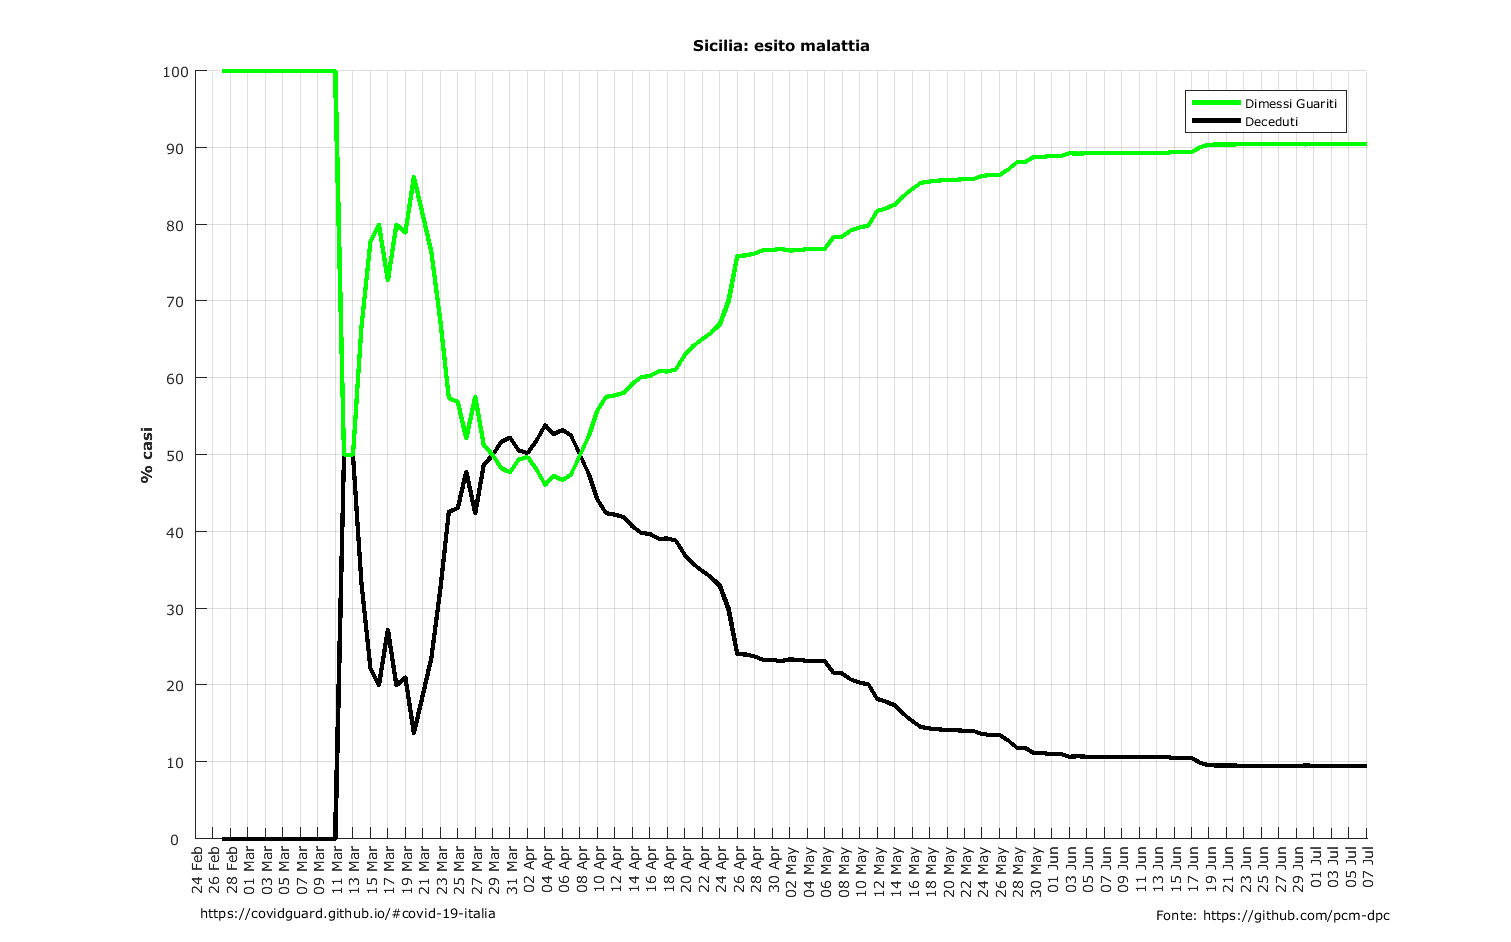 Sicilia: esito malattia
Dimessi Guariti
Deceduti
% casi
100
90
80
70
60
50
40
30
20
10
0
24 Feb
26 Feb
28 Feb
01 Mar
03 Mar
05 Mar
07 Mar
09 Mar
11 Mar
13 Mar
15 Mar
17 Mar
19 Mar
21 Mar
23 Mar
25 Mar
27 Mar
29 Mar
31 Mar
02 Apr
04 Apr
06 Apr
08 Apr
10 Apr
12 Apr
14 Apr
16 Apr
18 Apr
20 Apr
22 Apr
24 Apr
26 Apr
28 Apr
30 Apr
02 May
04 May
06 May
08 May
10 May
12 May
14 May
16 May
18 May
20 May
22 May
24 May
26 May
28 May
30 May
01 Jun
03 Jun
05 Jun
07 Jun
09 Jun
11 Jun
13 Jun
15 Jun
17 Jun
19 Jun
21 Jun
23 Jun
25 Jun
27 Jun
29 Jun
01 Jul
03 Jul
05 Jul
07 Jul
https://covidguard.github.io/#covid-19-italia
Fonte: https://github.com/pcm-dpc